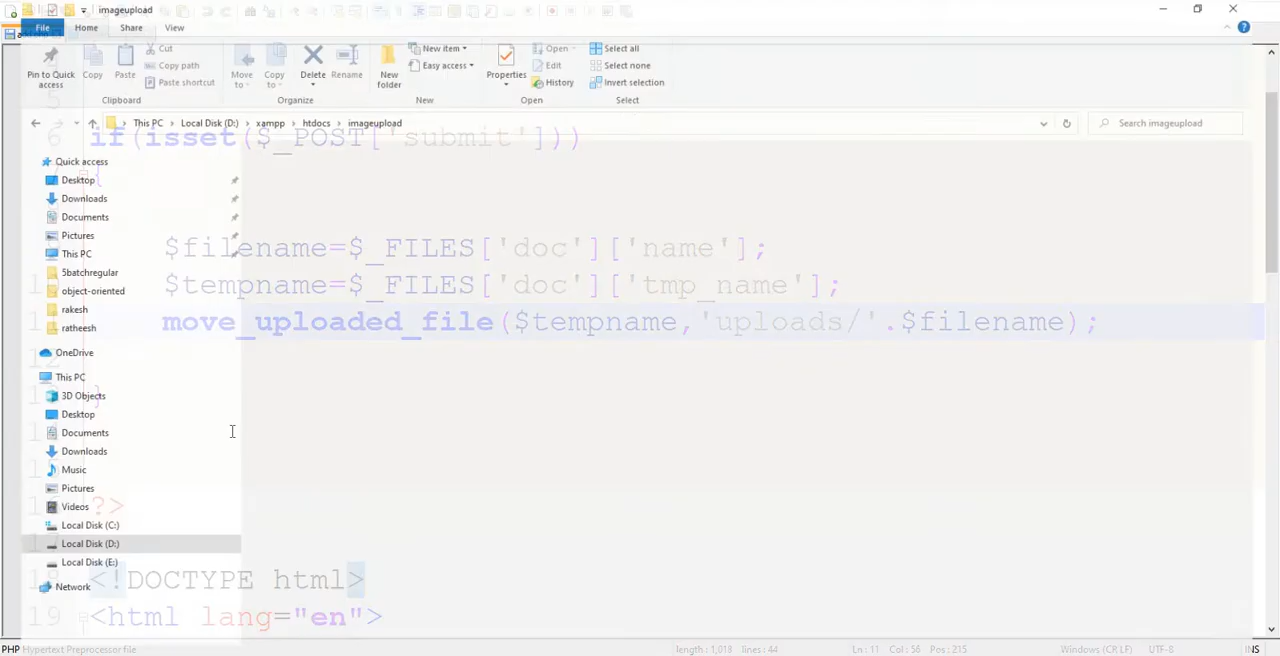 imageupload
File Home Share View
Pin to Quick access
Copy
Paste
Cut
Copy path
Paste shortcut
Clipboard
Move to
Copy to
Delete
Rename
Organize
New folder
New item
Easy access
New
Properties
Open
Edit
History
Open
Select all
Select none
Invert selection
Select
This PC > Local Disk (D:) > xampp > htdocs > imageupload
Search imageupload
Quick access
Desktop
Downloads
Documents
Pictures
This PC
5batchregular
object-oriented
rakesh
ratheesh
OneDrive
This PC
3D Objects
Desktop
Documents
Downloads
Music
Pictures
Videos
Local Disk (C:)
Local Disk (D:)
Local Disk (E:)
Network
5
6 if(isset($_POST['submit']))
{
$filename=$_FILES['doc']['name'];
$tempname=$_FILES['doc']['tmp_name'];
move_uploaded_file($tempname,'uploads/'.$filename);
}
?>
18 <!DOCTYPE html>
19 <html lang="en">
PHP Hypertext Preprocessor file length : 1,018 lines : 44 Ln : 11 Col : 56 Pos : 215 Windows (CR LF) UTF-8 INS